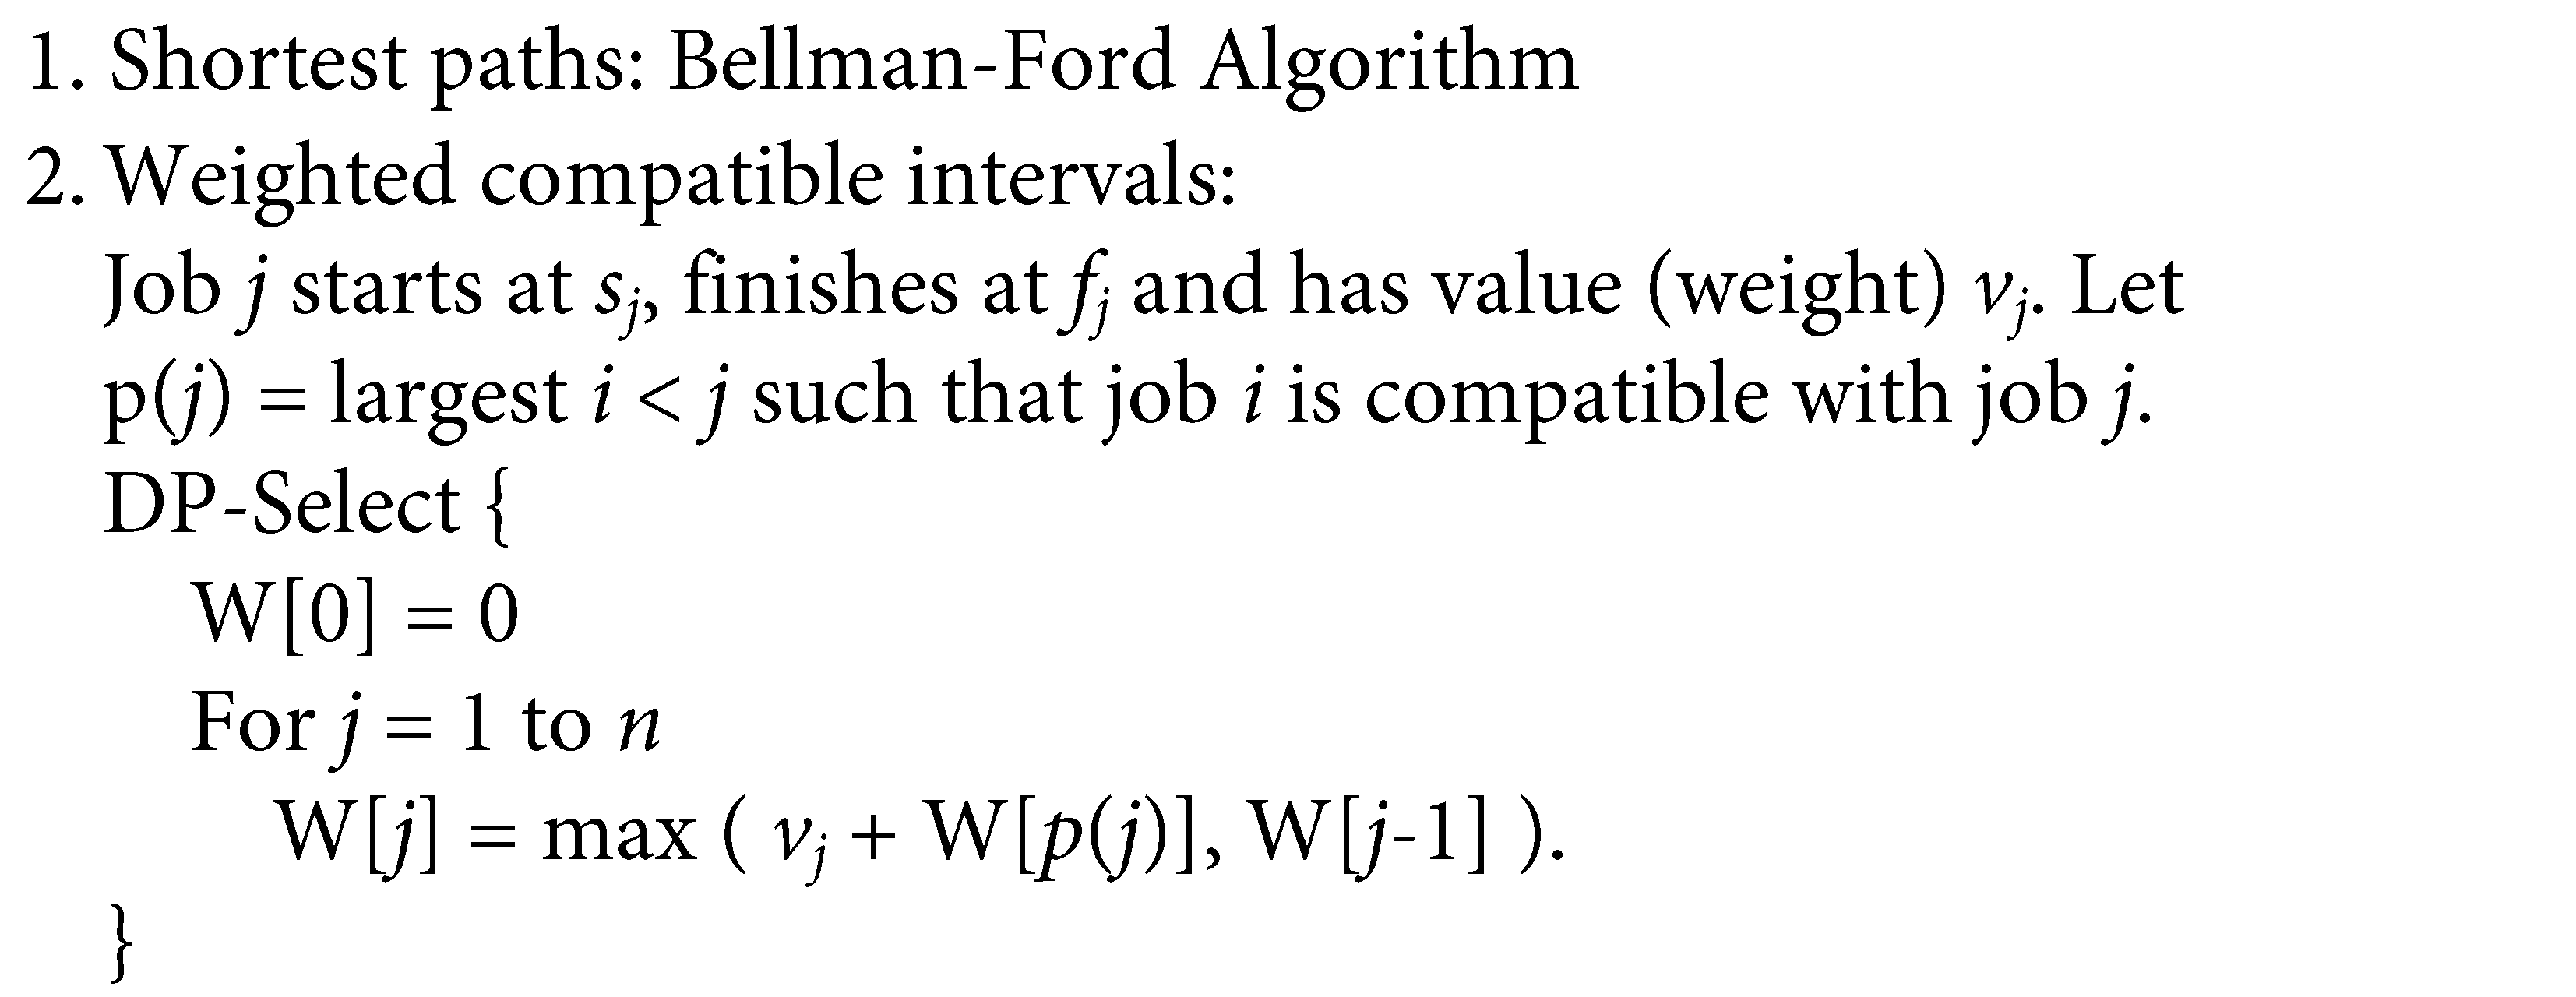 1. Shortest paths: Bellman-Ford Algorithm
2. Weighted compatible intervals:
Job j starts at sⱼ, finishes at fⱼ and has value (weight) vⱼ. Let
p(j) = largest i < j such that job i is compatible with job j.
DP-Select {
W[0] = 0
For j = 1 to n
W[j] = max ( vⱼ + W[p(j)], W[j-1] ).
}